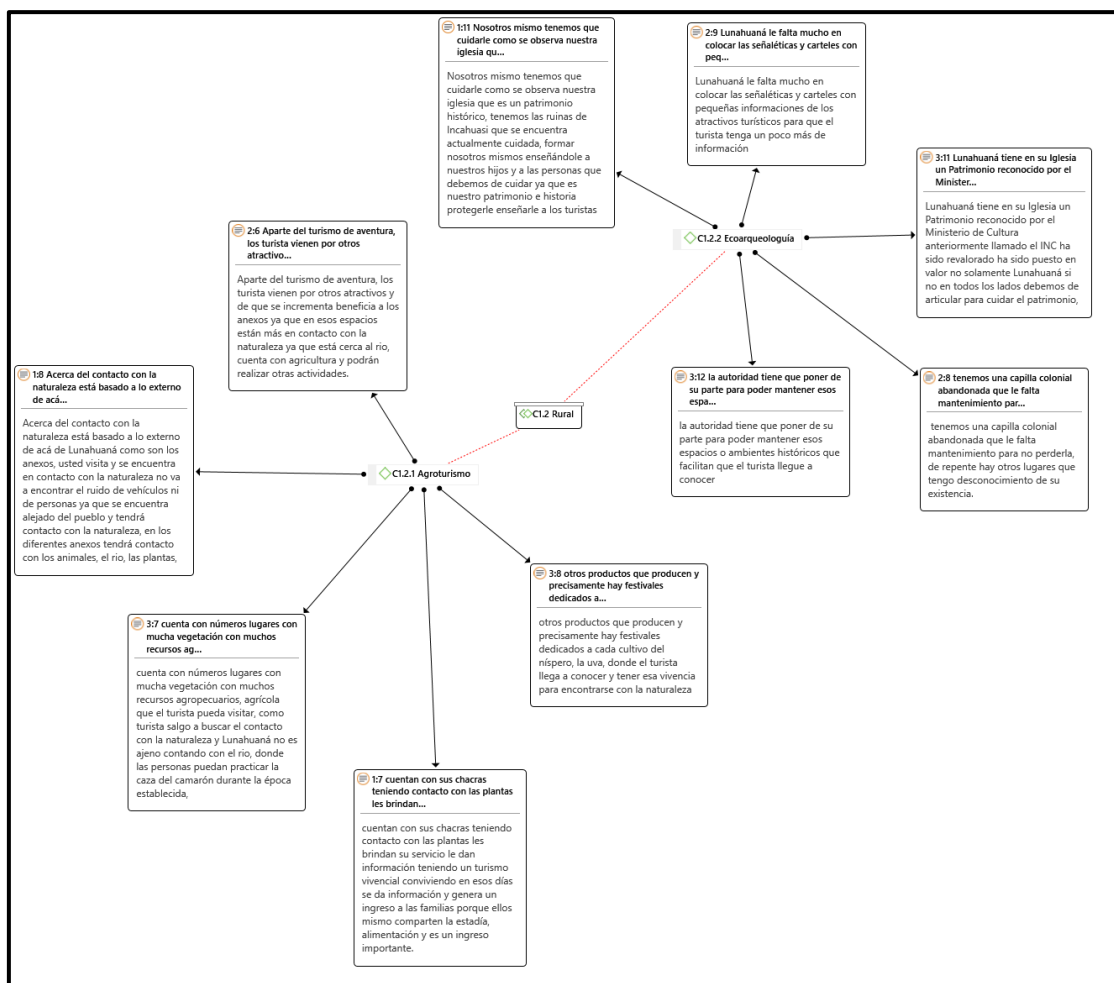 1:11 Nosotros mismo tenemos que
cuidarle como se observa nuestra
iglesia qu...
Nosotros mismo tenemos que
cuidarle como se observa nuestra
iglesia que es un patrimonio
histórico, tenemos las ruinas de
Incahuasi que se encuentra
actualmente cuidada, formar
nosotros mismos enseñándole a
nuestros hijos y a las personas que
debemos de cuidar ya que es
nuestro patrimonio e historia
protegerle enseñarle a los turistas
2:9 Lunahuaná le falta mucho en
colocar las señaléticas y carteles con
peq...
Lunahuaná le falta mucho en
colocar las señaléticas y carteles con
pequeñas informaciones de los
atractivos turísticos para que el
turista tenga un poco más de
información
3:11 Lunahuaná tiene en su Iglesia
un Patrimonio reconocido por el
Minister...
Lunahuaná tiene en su Iglesia un
Patrimonio reconocido por el
Ministerio de Cultura
anteriormente llamado el INC ha
sido revalorado ha sido puesto en
valor no solamente Lunahuaná si
no en todos los lados debemos de
articular para cuidar el patrimonio,
C1.2.2 Ecoarqueologuía
2:6 Aparte del turismo de aventura,
los turista vienen por otros
atractivo...
Aparte del turismo de aventura, los
turista vienen por otros atractivos y
de que se incrementa beneficia a los
anexos ya que en esos espacios
están más en contacto con la
naturaleza ya que está cerca al rio,
cuenta con agricultura y podrán
realizar otras actividades.
1:8 Acerca del contacto con la
naturaleza está basado a lo externo
de acá...
Acerca del contacto con la
naturaleza está basado a lo externo
de acá de Lunahuaná como son los
anexos, usted visita y se encuentra
en contacto con la naturaleza no va
a encontrar el ruido de vehículos ni
de personas ya que se encuentra
alejado del pueblo y tendrá
contacto con la naturaleza, en los
diferentes anexos tendrá contacto
con los animales, el rio, las plantas,
3:12 la autoridad tiene que poner de
su parte para poder mantener esos
espa...
la autoridad tiene que poner de su
parte para poder mantener esos
espacios o ambientes históricos que
facilitan que el turista llegue a
conocer
2:8 tenemos una capilla colonial
abandonada que le falta
mantenimiento par...
tenemos una capilla colonial
abandonada que le falta
mantenimiento para no perderla,
de repente hay otros lugares que
tengo desconocimiento de su
existencia.
C1.2 Rural
C1.2.1 Agroturismo
3:8 otros productos que producen y
precisamente hay festivales
dedicados a...
otros productos que producen y
precisamente hay festivales
dedicados a cada cultivo del
níspero, la uva, donde el turista
llega a conocer y tener esa vivencia
para encontrarse con la naturaleza
3:7 cuenta con números lugares con
mucha vegetación con muchos
recursos ag...
cuenta con números lugares con
mucha vegetación con muchos
recursos agropecuarios, agrícola
que el turista pueda visitar, como
turista salgo a buscar el contacto
con la naturaleza y Lunahuaná no es
ajeno contando con el rio, donde
las personas puedan practicar la
caza del camarón durante la época
establecida,
1:7 cuentan con sus chacras
teniendo contacto con las plantas
les brindan...
cuentan con sus chacras teniendo
contacto con las plantas les
brindan su servicio le dan
información teniendo un turismo
vivencial conviviendo en esos días
se da información y genera un
ingreso a las familias porque ellos
mismo comparten la estadía,
alimentación y es un ingreso
importante.